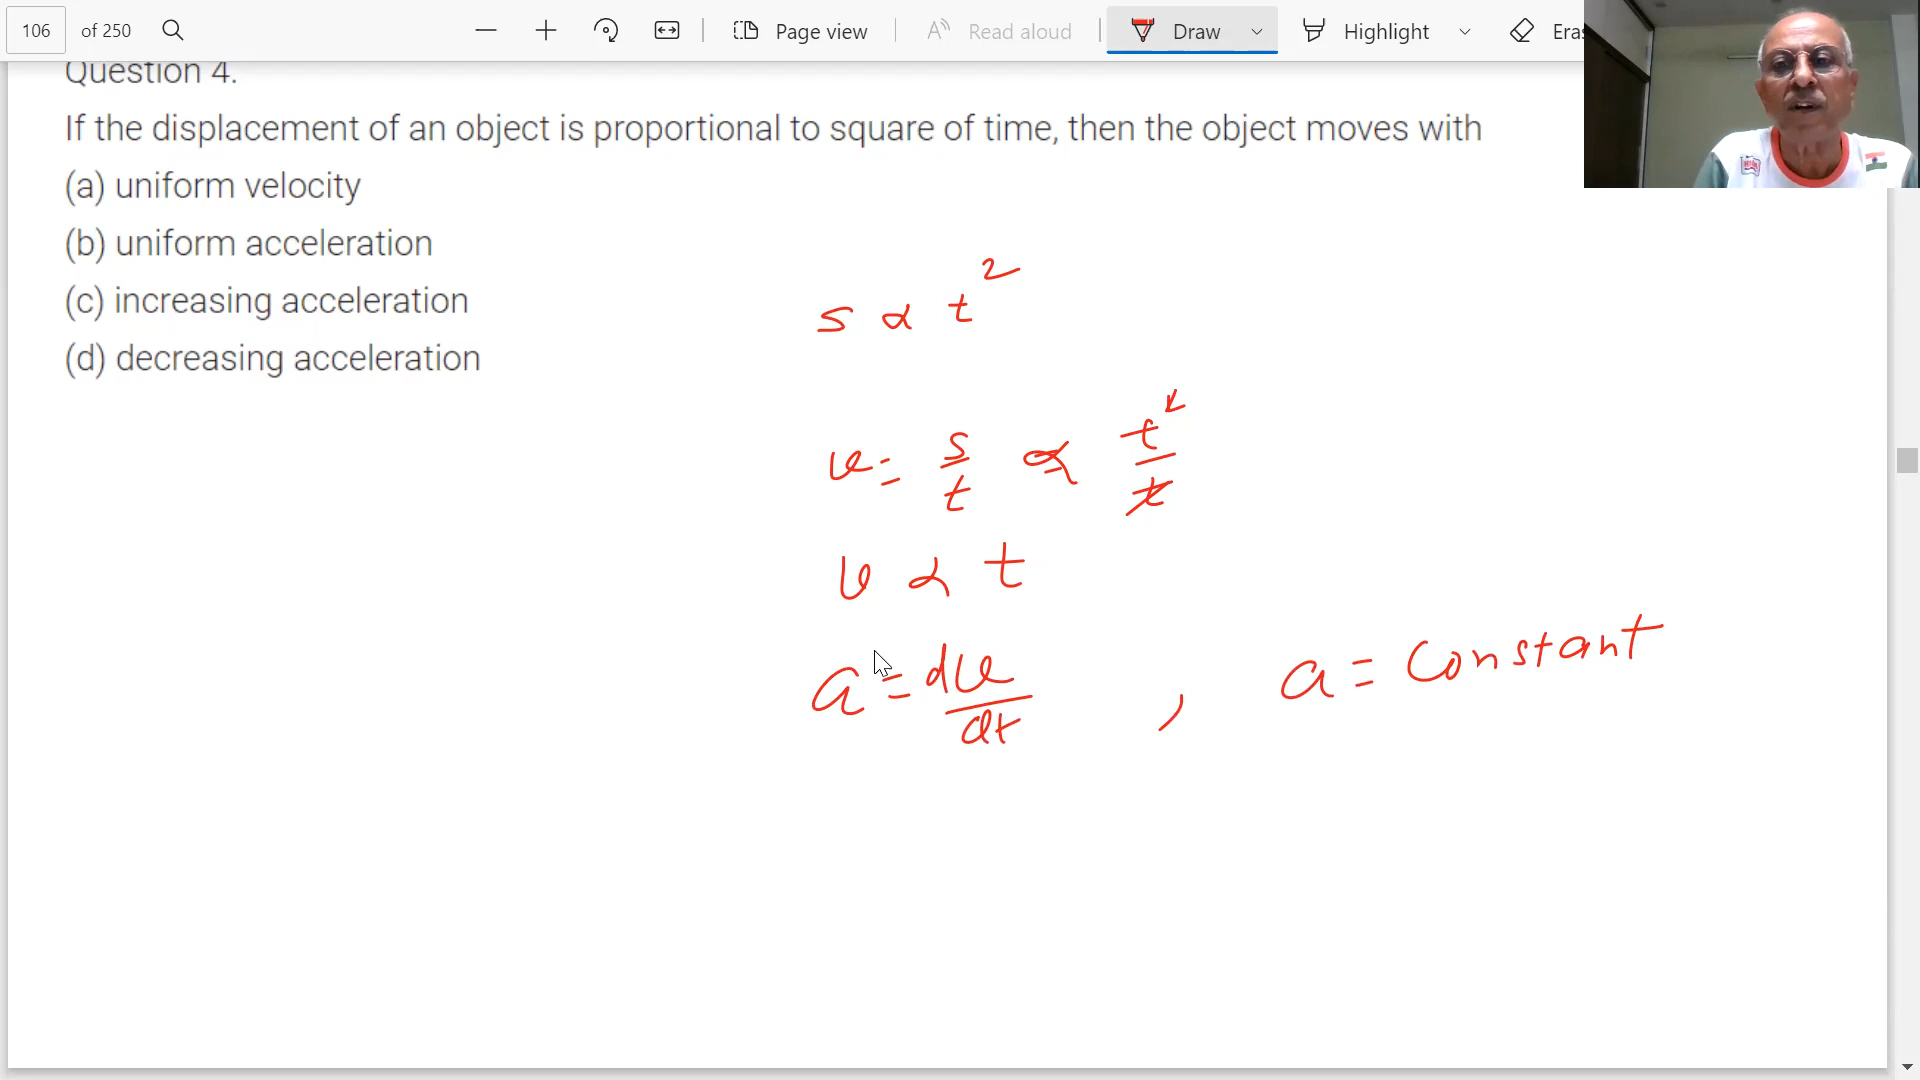 106 of 250 Page view Read aloud Draw Highlight Eras
Question 4.
If the displacement of an object is proportional to square of time, then the object moves with
(a) uniform velocity
(b) uniform acceleration
(c) increasing acceleration
(d) decreasing acceleration
s ∝ t²
v = s/t ∝ t²/t
v ∝ t
a = dv/dt , a = Constant